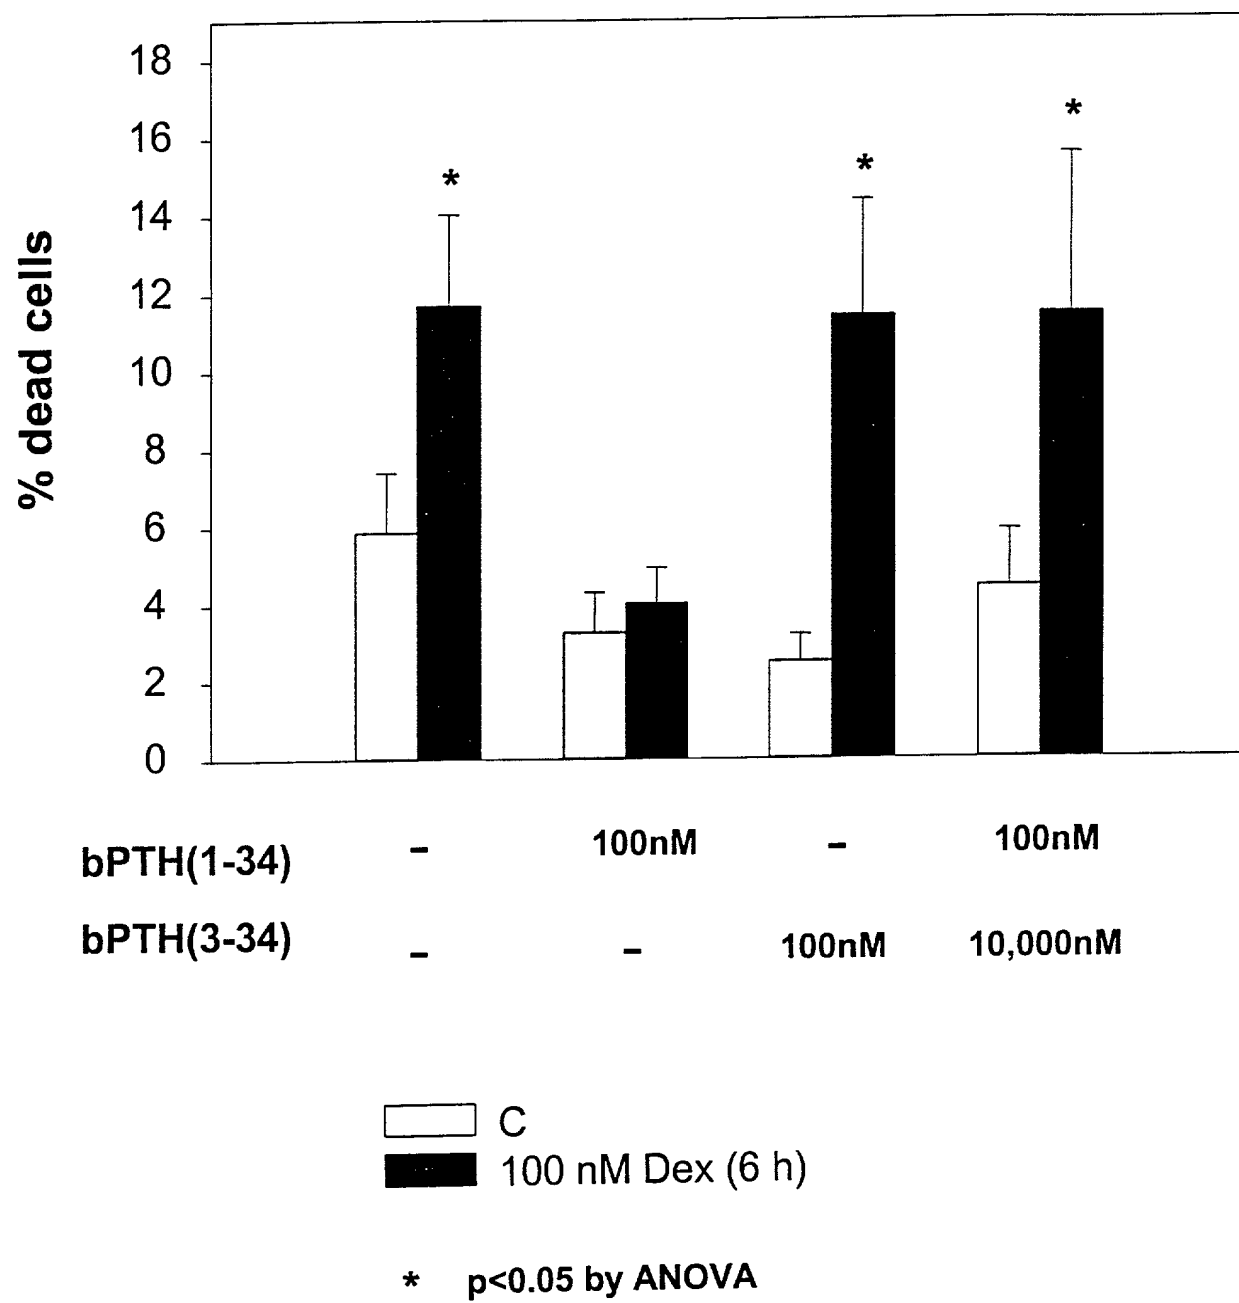 % dead cells
18
16
14
12
10
8
6
4
2
0
*
*
*
bPTH(1-34) – 100nM – 100nM
bPTH(3-34) – – 100nM 10,000nM
C
100 nM Dex (6 h)
* p<0.05 by ANOVA